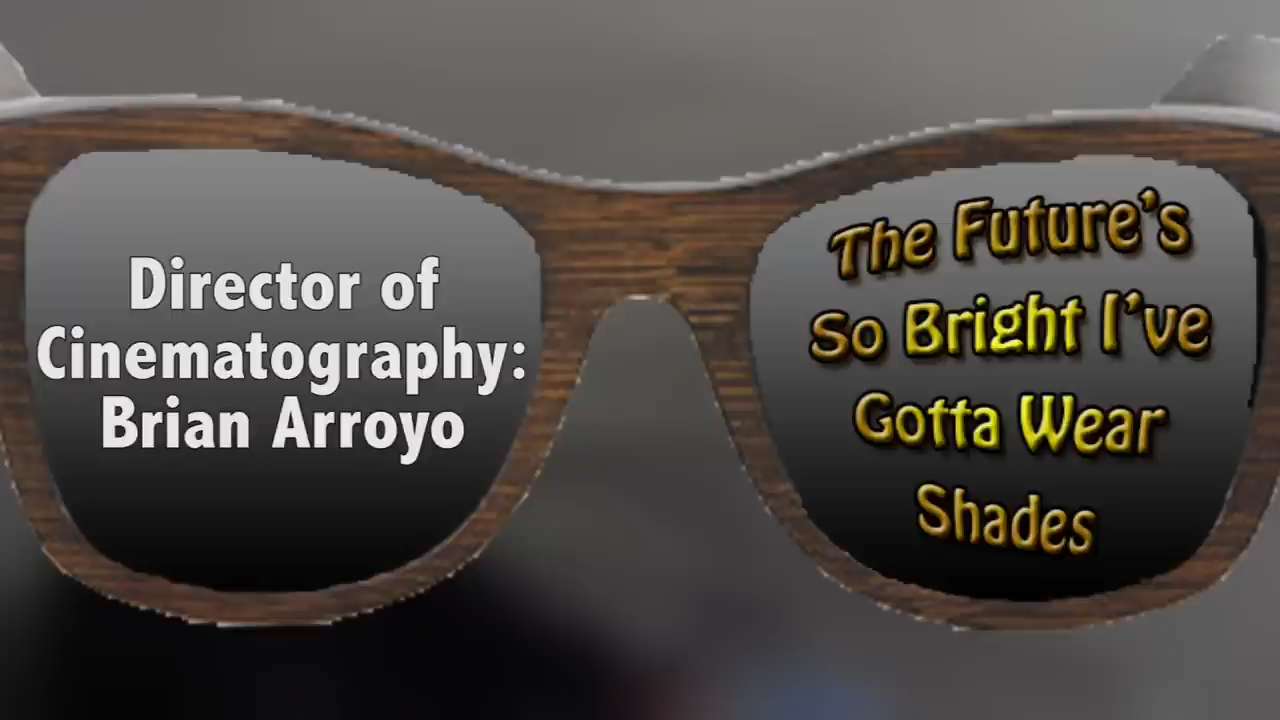 Director of
Cinematography:
Brian Arroyo
The Future's
So Bright I've
Gotta Wear
Shades